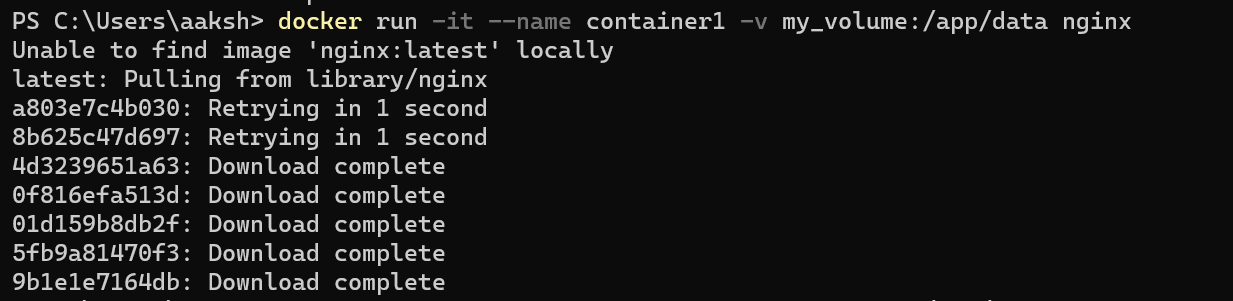 PS C:\Users\aaksh> docker run -it --name container1 -v my_volume:/app/data nginx
Unable to find image 'nginx:latest' locally
latest: Pulling from library/nginx
a803e7c4b030: Retrying in 1 second
8b625c47d697: Retrying in 1 second
4d3239651a63: Download complete
0f816efa513d: Download complete
01d159b8db2f: Download complete
5fb9a81470f3: Download complete
9b1e1e7164db: Download complete